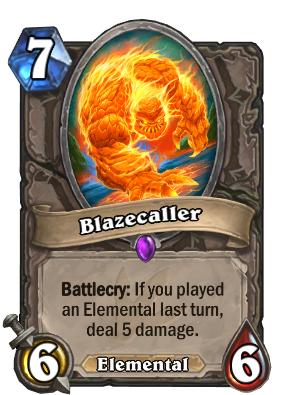 7
Blazecaller
Battlecry: If you played
an Elemental last turn,
deal 5 damage.
6
Elemental
6